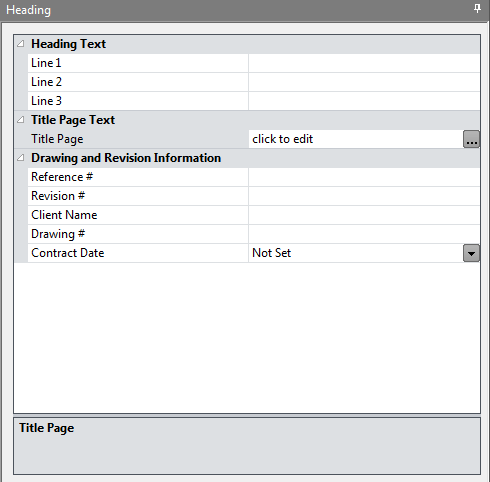 Heading
Heading Text
Line 1
Line 2
Line 3
Title Page Text
Title Page click to edit ...
Drawing and Revision Information
Reference #
Revision #
Client Name
Drawing #
Contract Date Not Set
Title Page